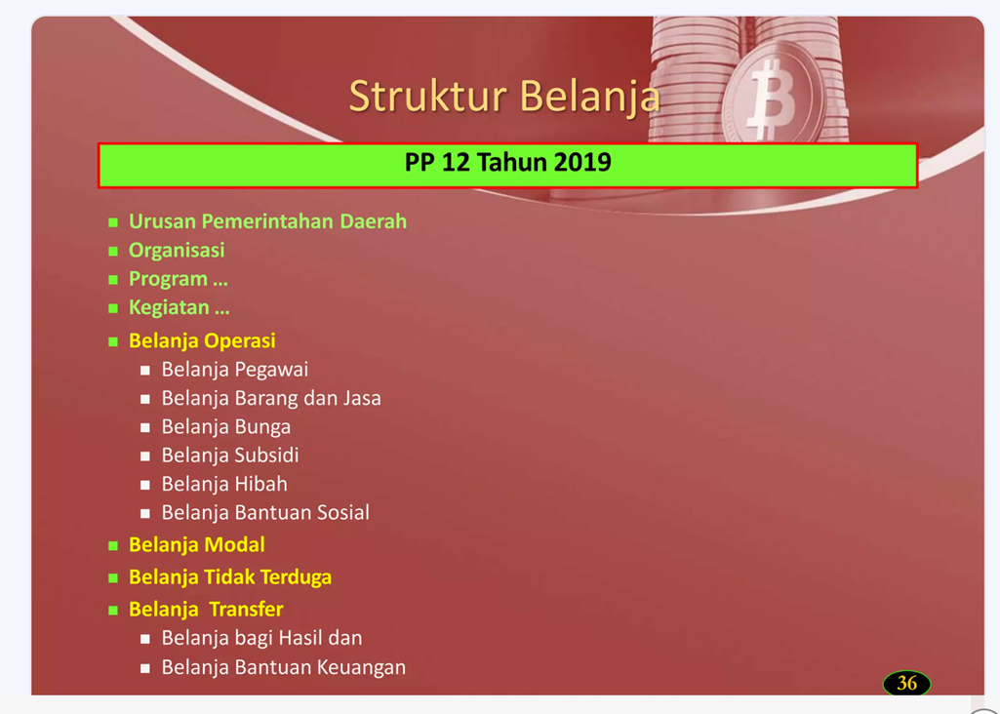 Struktur Belanja
PP 12 Tahun 2019
Urusan Pemerintahan Daerah
Organisasi
Program ...
Kegiatan ...
Belanja Operasi
Belanja Pegawai
Belanja Barang dan Jasa
Belanja Bunga
Belanja Subsidi
Belanja Hibah
Belanja Bantuan Sosial
Belanja Modal
Belanja Tidak Terduga
Belanja Transfer
Belanja bagi Hasil dan
Belanja Bantuan Keuangan
36